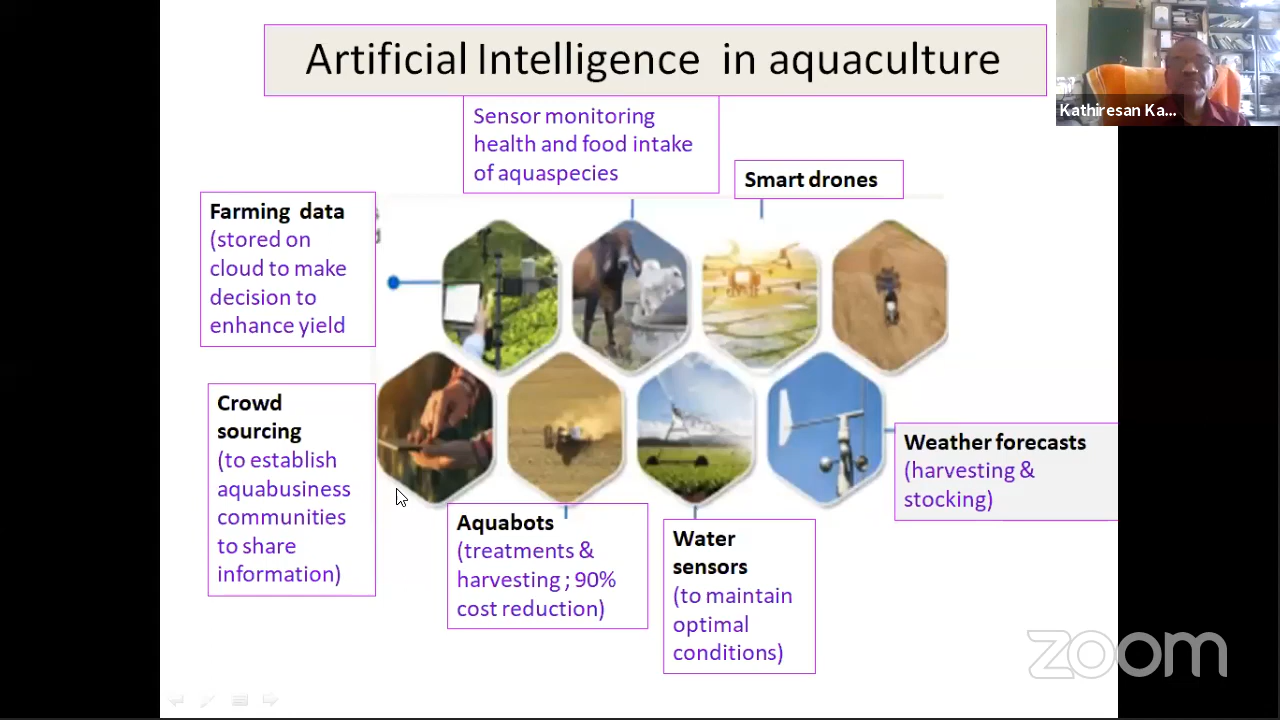 Artificial Intelligence in aquaculture
Kathiresan Ka...
Sensor monitoring
health and food intake
of aquaspecies
Smart drones
Farming data
(stored on
cloud to make
decision to
enhance yield
Crowd
sourcing
(to establish
aquabusiness
communities
to share
information)
Aquabots
(treatments &
harvesting ; 90%
cost reduction)
Water
sensors
(to maintain
optimal
conditions)
Weather forecasts
(harvesting &
stocking)
zoom